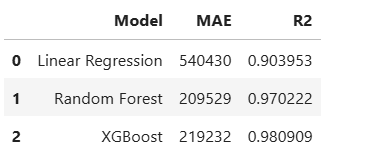 Model MAE R2
0 Linear Regression 540430 0.903953
1 Random Forest 209529 0.970222
2 XGBoost 219232 0.980909